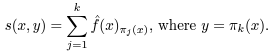 s(x, y) = \sum_{j=1}^{k} \hat{f}(x)_{\pi_j(x)}, where y = \pi_k(x).